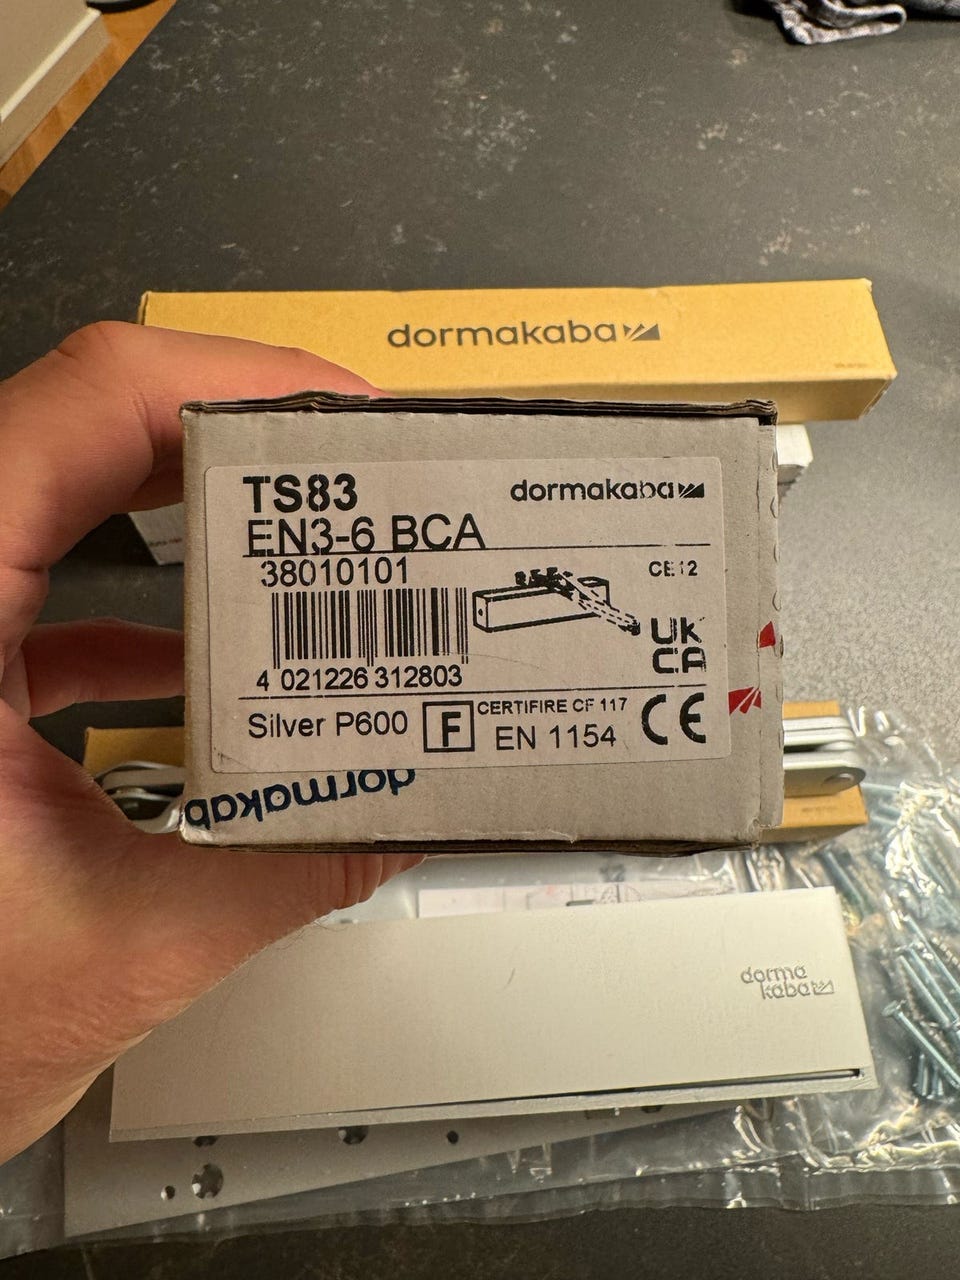 dormakaba
TS83
dormakaba
EN3-6 BCA
38010101
CE12
UK
CA
4 021226 312803
Silver P600
F
CERTIFIRE CF 117
EN 1154
CE
dormakab
dorma
kaba